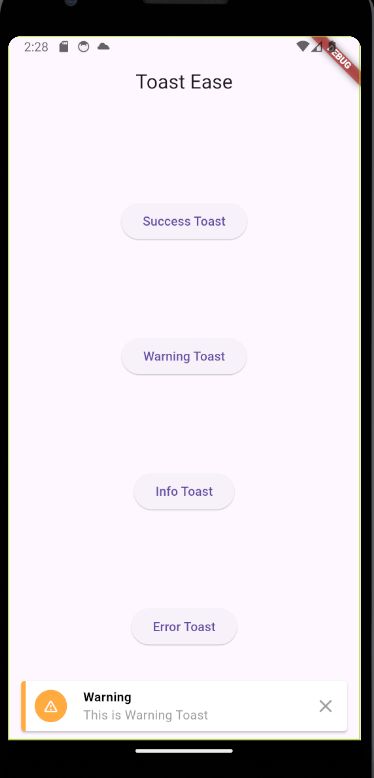 2:28
DEBUG
Toast Ease
Success Toast
Warning Toast
Info Toast
Error Toast
Warning
This is Warning Toast